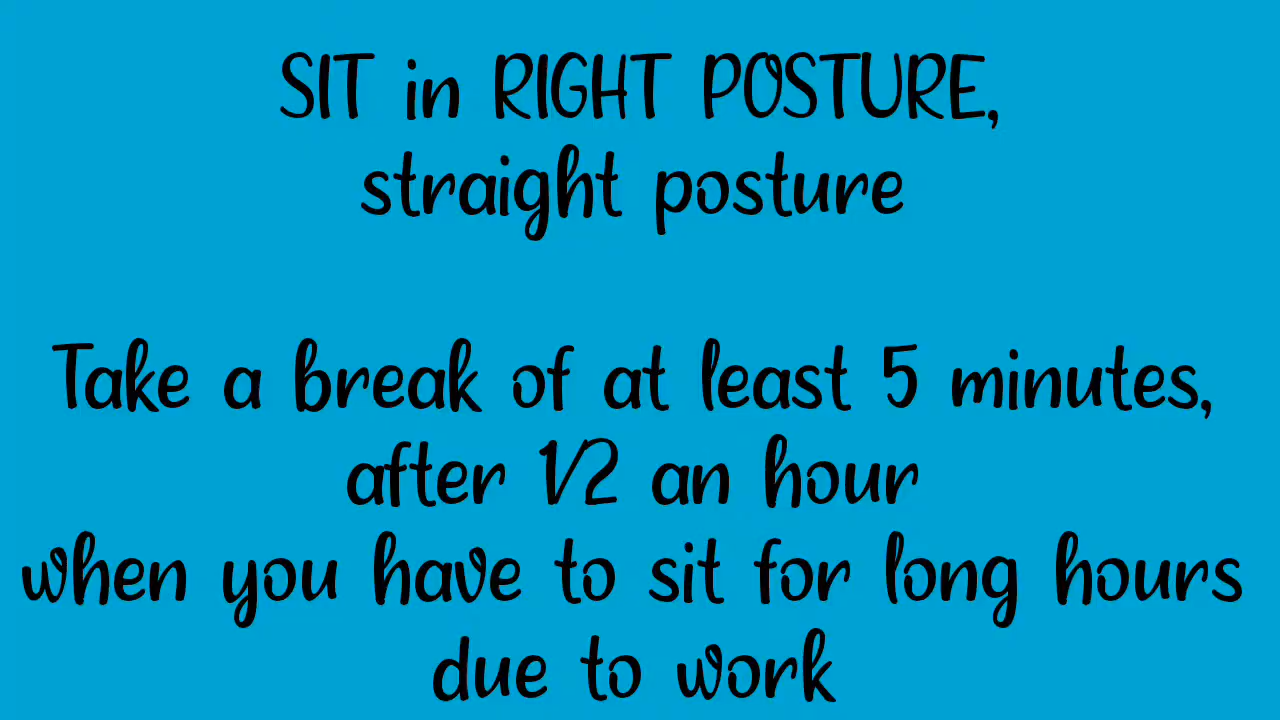 SIT in RIGHT POSTURE,
straight posture
Take a break of at least 5 minutes,
after 1/2 an hour
when you have to sit for long hours
due to work